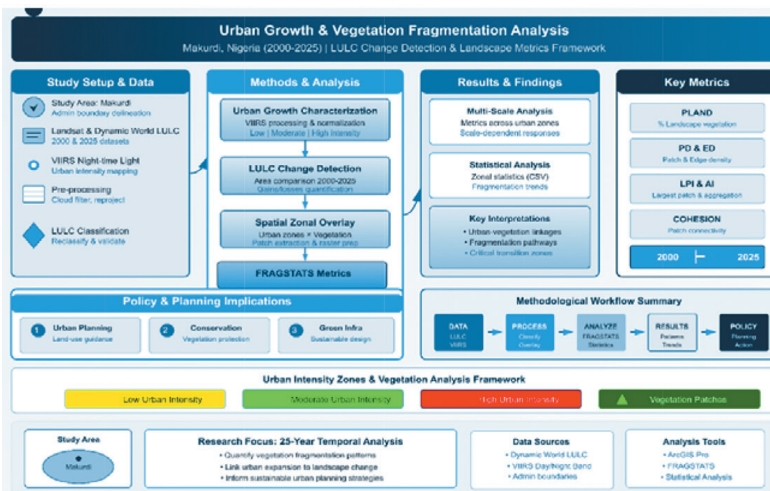 Urban Growth & Vegetation Fragmentation Analysis
Makurdi, Nigeria (2000-2025) | LULC Change Detection & Landscape Metrics Framework
Study Setup & Data
Study Area: Makurdi
Admin boundary delineation
Landsat & Dynamic World LULC
2000 & 2025 datasets
VIIRS Night-time Light
Urban intensity mapping
Pre-processing
Cloud filter, reproject
LULC Classification
Reclassify & validate
Methods & Analysis
Urban Growth Characterization
VIIRS processing & normalization
Low | Moderate | High Intensity
LULC Change Detection
Area comparison 2000-2025
Gains/losses quantification
Spatial Zonal Overlay
Urban zones × Vegetation
Patch extraction & raster prep
FRAGSTATS Metrics
Results & Findings
Multi-Scale Analysis
Metrics across urban zones
Scale-dependent responses
Statistical Analysis
Zonal statistics (CSV)
Fragmentation trends
Key Interpretations
• Urban-vegetation linkages
• Fragmentation pathways
• Critical transition zones
Key Metrics
PLAND
% Landscape vegetation
PD & ED
Patch & Edge density
LPI & AI
Largest patch & aggregation
COHESION
Patch connectivity
2000 2025
Policy & Planning Implications
1 Urban Planning
Land-use guidance
2 Conservation
Vegetation protection
3 Green Infra
Sustainable design
Methodological Workflow Summary
DATA
LULC
VIIRS
PROCESS
Classify
Overlay
ANALYZE
FRAGSTATS
Statistics
RESULTS
Patterns
Trends
POLICY
Planning
Action
Urban Intensity Zones & Vegetation Analysis Framework
Low Urban Intensity
Moderate Urban Intensity
High Urban Intensity
Vegetation Patches
Study Area
Makurdi
Research Focus: 25-Year Temporal Analysis
• Quantify vegetation fragmentation patterns
• Link urban expansion to landscape change
• Inform sustainable urban planning strategies
Data Sources
• Dynamic World LULC
• VIIRS Day/Night Band
• Admin boundaries
Analysis Tools
• ArcGIS Pro
• FRAGSTATS
• Statistical Analysis